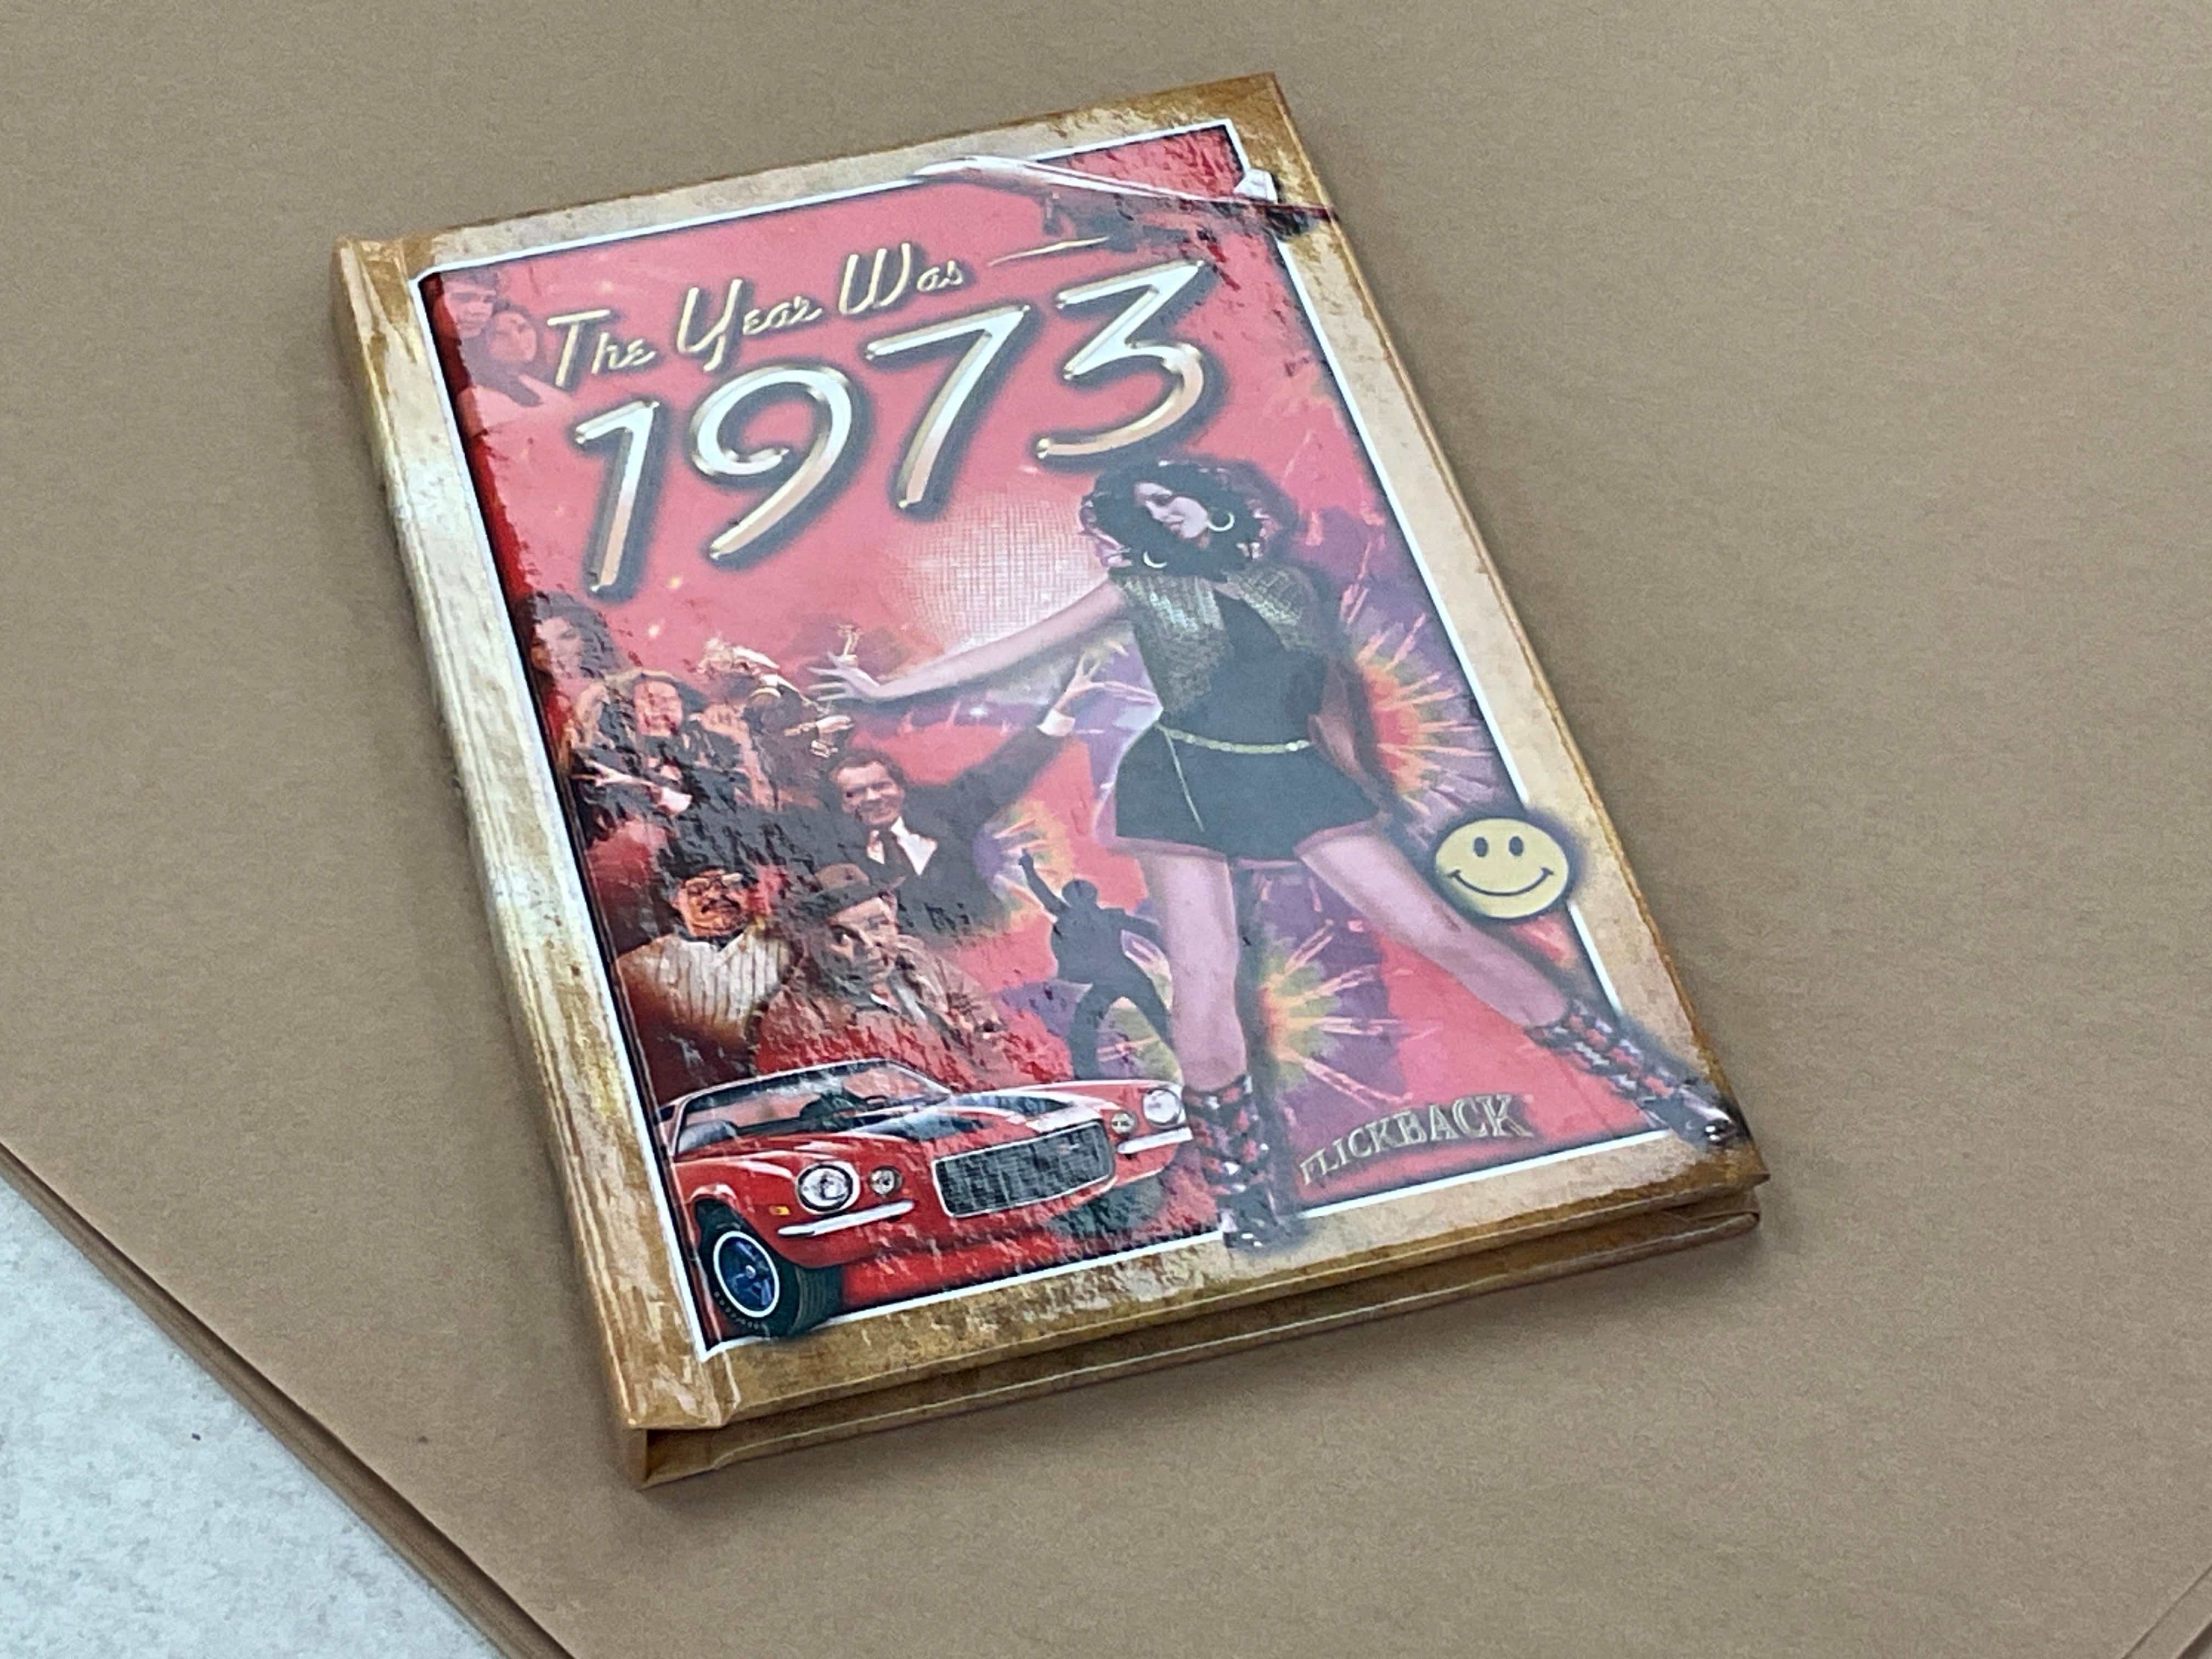 The Year Was
1973
FLICKBACK